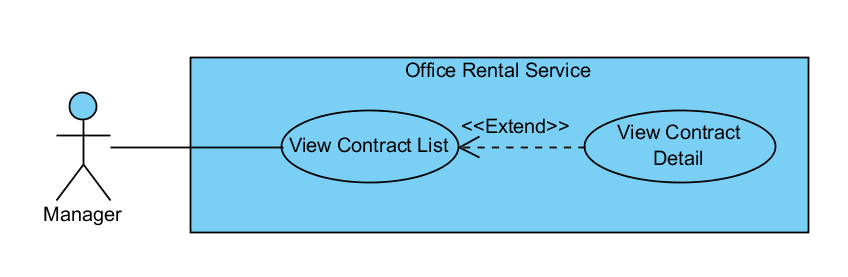 Office Rental Service
<<Extend>>
View Contract List
View Contract
Detail
Manager